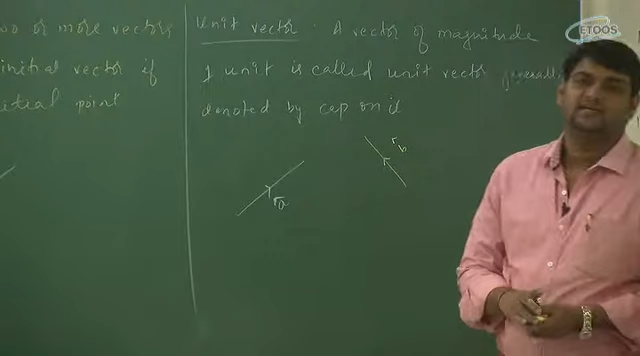 or more vectors
initial vector if
initial point
Unit vector : A vector of magnitude
1 unit is called unit vector generally
denoted by cap on it
a
b
ETOOS